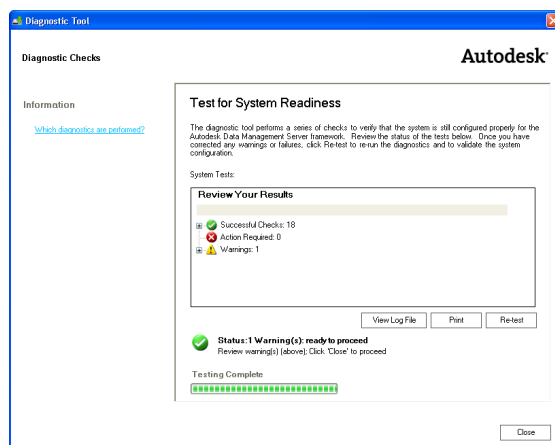 Diagnostic Tool
Diagnostic Checks
Autodesk
Information
Which diagnostics are performed?
Test for System Readiness
The diagnostic tool performs a series of checks to verify that the system is still configured properly for the
Autodesk Data Management Server framework. Review the status of the tests below. Once you have
corrected any warnings or failures, click Re-test to re-run the diagnostics and to validate the system
configuration.
System Tests:
Review Your Results
Successful Checks: 18
Action Required: 0
Warnings: 1
View Log File
Print
Re-test
Status:1 Warning(s): ready to proceed
Review warning(s) (above); Click 'Close' to proceed
Testing Complete
Close